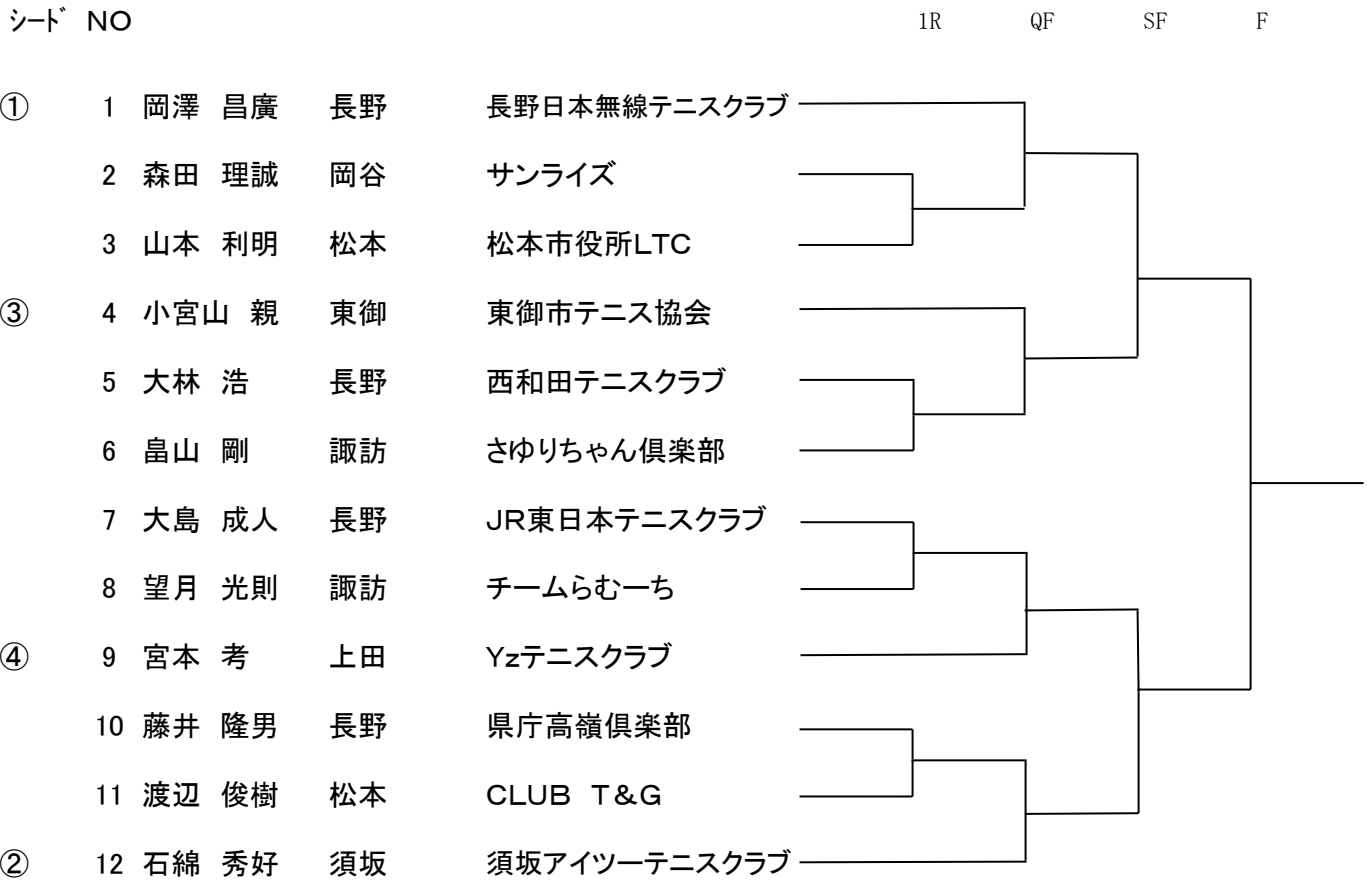 ｼｰﾄﾞ NO 1R QF SF F
① 1 岡澤 昌廣 長野 長野日本無線テニスクラブ
2 森田 理誠 岡谷 サンライズ
3 山本 利明 松本 松本市役所LTC
③ 4 小宮山 親 東御 東御市テニス協会
5 大林 浩 長野 西和田テニスクラブ
6 畠山 剛 諏訪 さゆりちゃん倶楽部
7 大島 成人 長野 JR東日本テニスクラブ
8 望月 光則 諏訪 チームらむーち
④ 9 宮本 考 上田 Yzテニスクラブ
10 藤井 隆男 長野 県庁高嶺倶楽部
11 渡辺 俊樹 松本 CLUB T&G
② 12 石綿 秀好 須坂 須坂アイツーテニスクラブ